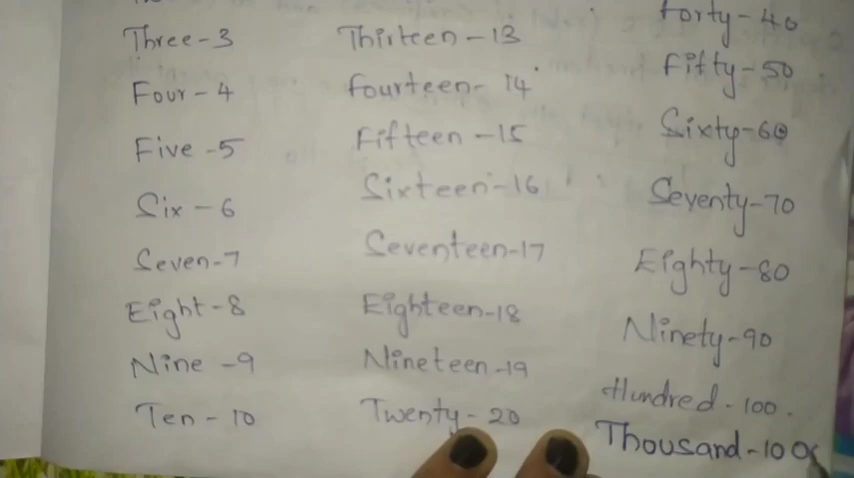 Three - 3
Four - 4
Five - 5
Six - 6
Seven - 7
Eight - 8
Nine - 9
Ten - 10
Thirteen - 13
Fourteen - 14
Fifteen - 15
Sixteen - 16
Seventeen - 17
Eighteen - 18
Nineteen - 19
Twenty - 20
Forty - 40
Fifty - 50
Sixty - 60
Seventy - 70
Eighty - 80
Ninety - 90
Hundred - 100.
Thousand - 100